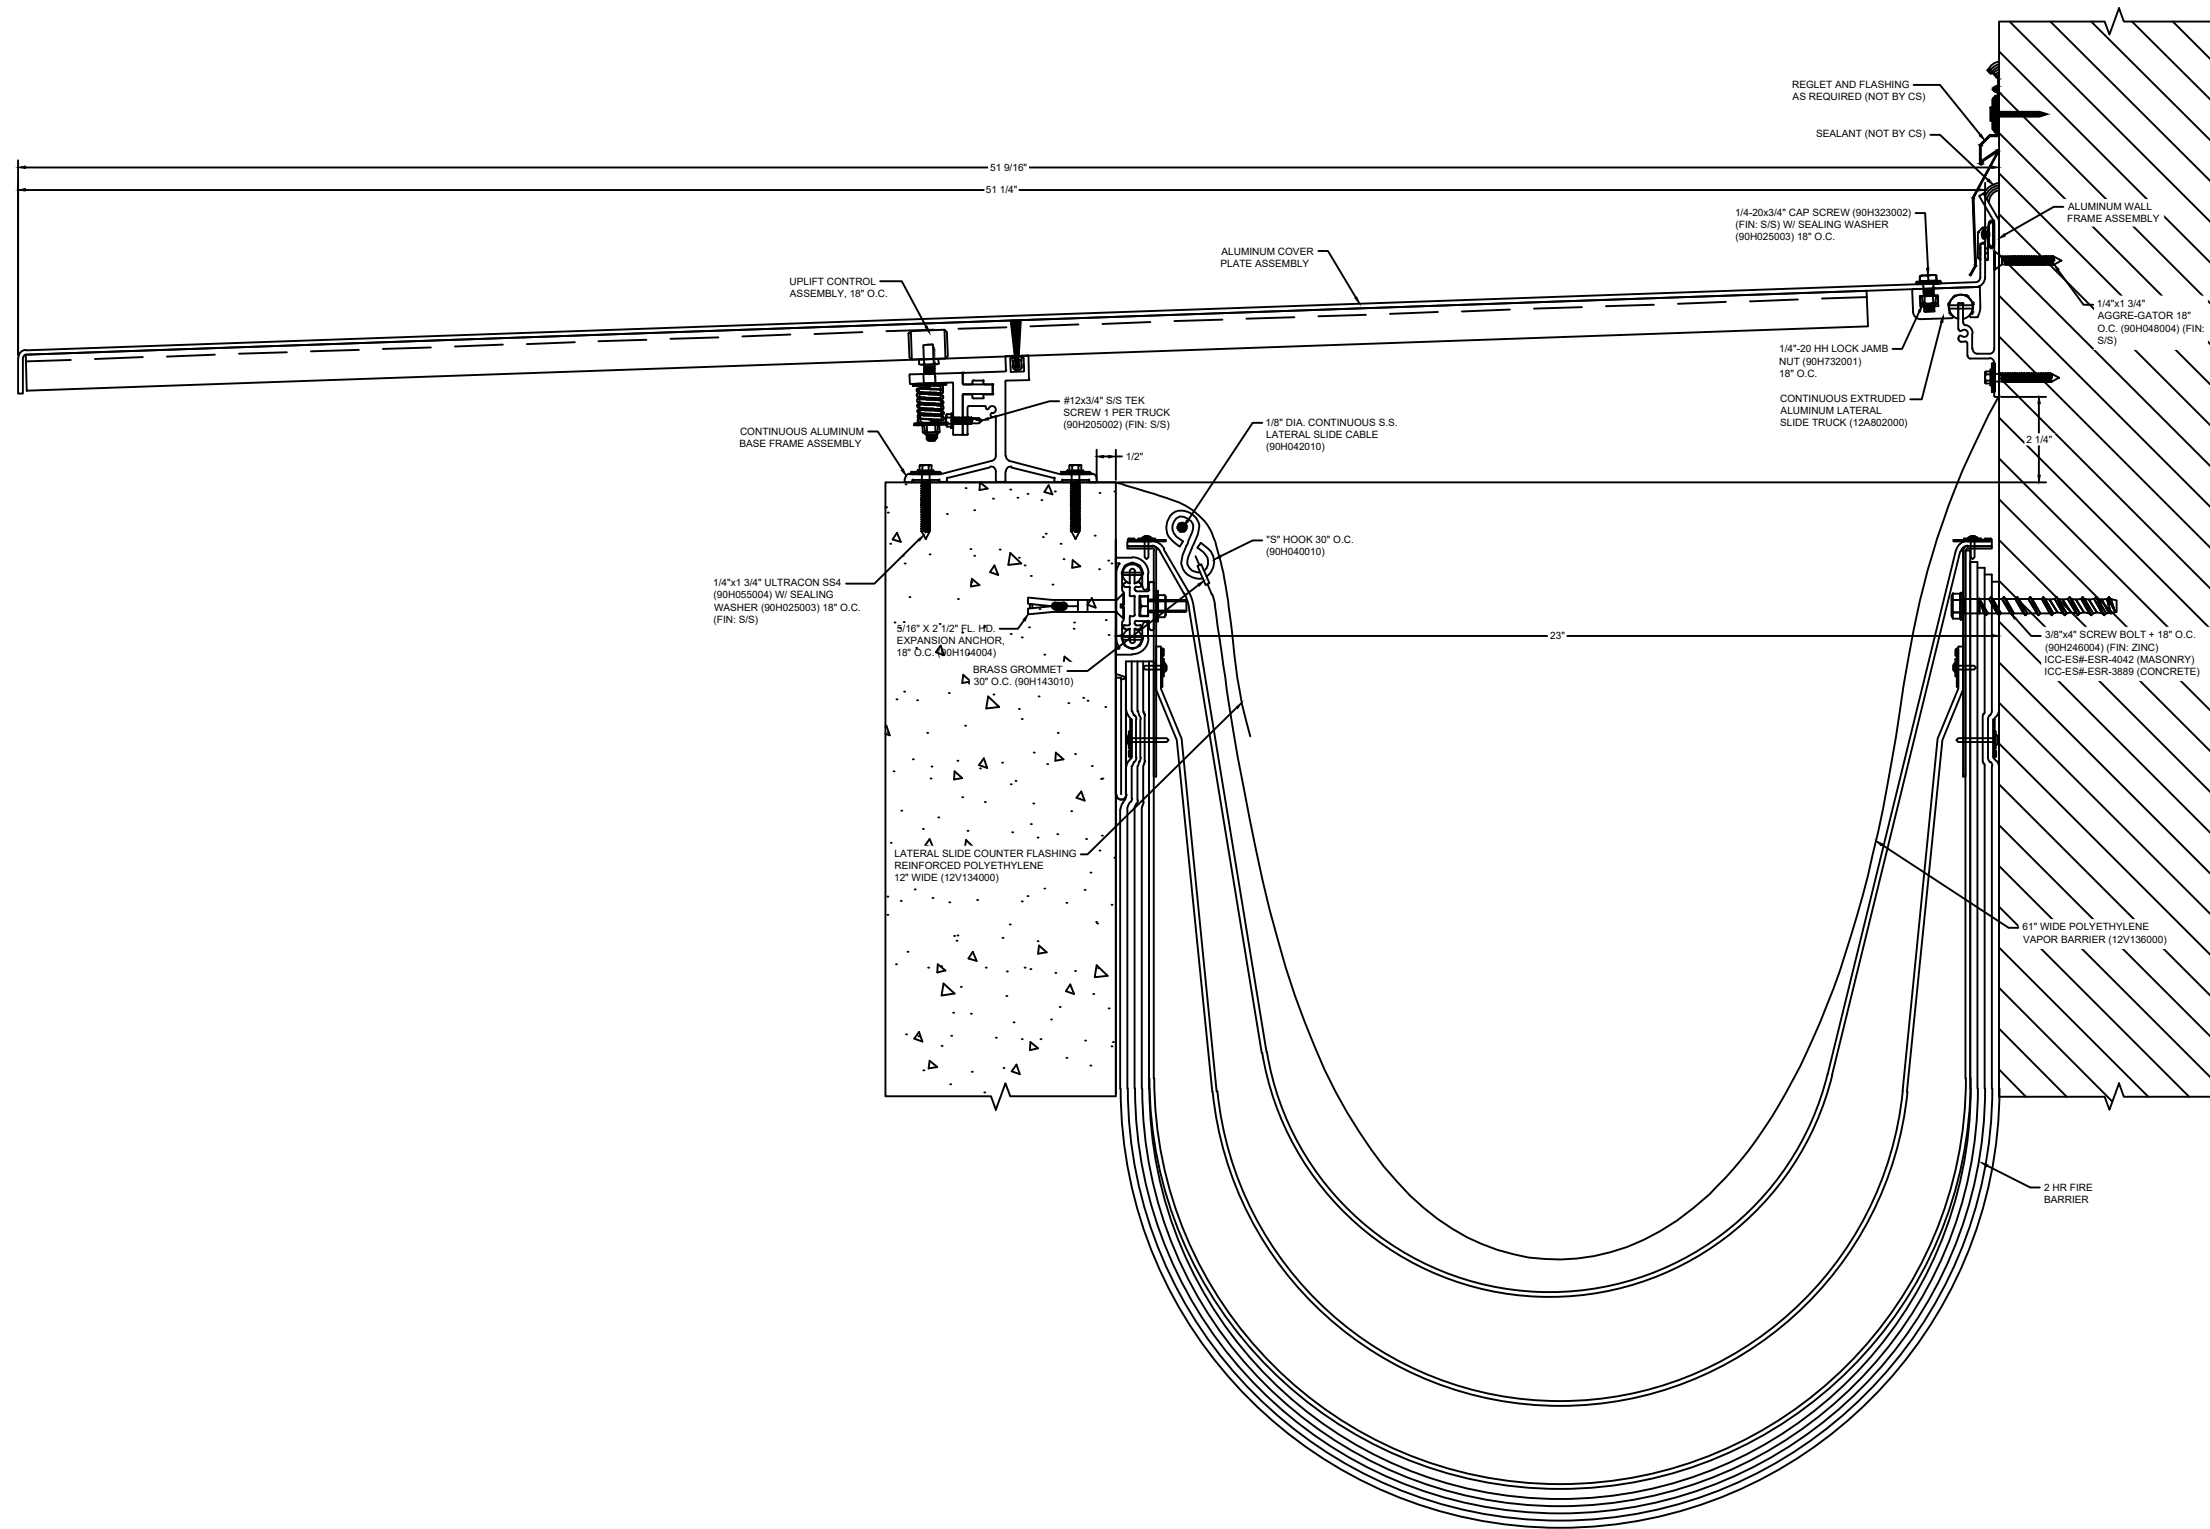 REGLET AND FLASHING
AS REQUIRED (NOT BY CS)
SEALANT (NOT BY CS)
51 9/16"
51 1/4"
1/4-20x3/4" CAP SCREW (90H323002)
(FIN: S/S) W/ SEALING WASHER
(90H025003) 18" O.C.
ALUMINUM WALL
FRAME ASSEMBLY
ALUMINUM COVER
PLATE ASSEMBLY
UPLIFT CONTROL
ASSEMBLY, 18" O.C.
1/4"x1 3/4"
AGGRE-GATOR 18"
O.C. (90H048004) (FIN:
S/S)
1/4"-20 HH LOCK JAMB
NUT (90H732001)
18" O.C.
#12x3/4" S/S TEK
SCREW 1 PER TRUCK
(90H205002) (FIN: S/S)
CONTINUOUS EXTRUDED
ALUMINUM LATERAL
SLIDE TRUCK (12A802000)
CONTINUOUS ALUMINUM
BASE FRAME ASSEMBLY
1/8" DIA. CONTINUOUS S.S.
LATERAL SLIDE CABLE
(90H042010)
2 1/4"
1/2"
"S" HOOK 30" O.C.
(90H040010)
1/4"x1 3/4" ULTRACON SS4
(90H055004) W/ SEALING
WASHER (90H025003) 18" O.C.
(FIN: S/S)
5/16" X 2 1/2" FL. HD.
EXPANSION ANCHOR,
18" O.C. (90H104004)
23"
3/8"x4" SCREW BOLT + 18" O.C.
(90H246004) (FIN: ZINC)
ICC-ES#-ESR-4042 (MASONRY)
ICC-ES#-ESR-3889 (CONCRETE)
BRASS GROMMET
30" O.C. (90H143010)
LATERAL SLIDE COUNTER FLASHING
REINFORCED POLYETHYLENE
12" WIDE (12V134000)
61" WIDE POLYETHYLENE
VAPOR BARRIER (12V136000)
2 HR FIRE
BARRIER